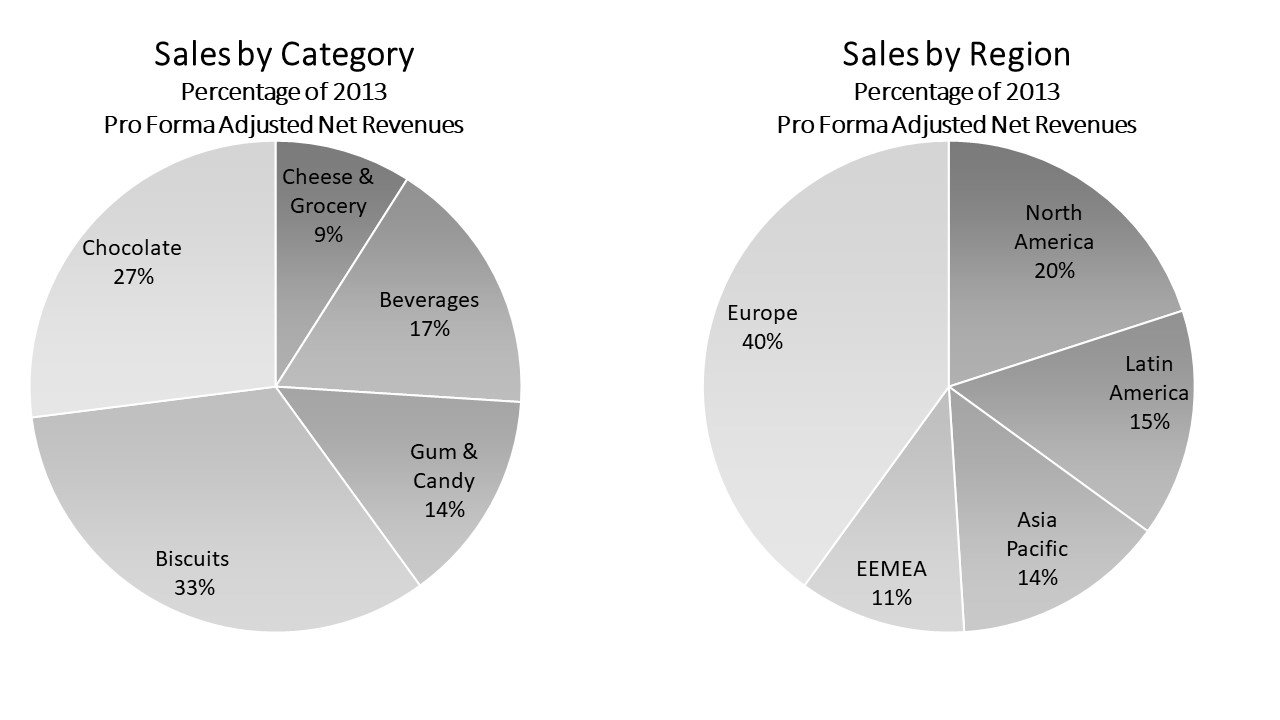 Sales by Category
Percentage of 2013
Pro Forma Adjusted Net Revenues
Cheese &
Grocery
9%
Beverages
17%
Gum &
Candy
14%
Biscuits
33%
Chocolate
27%
Sales by Region
Percentage of 2013
Pro Forma Adjusted Net Revenues
North
America
20%
Latin
America
15%
Asia
Pacific
14%
EEMEA
11%
Europe
40%